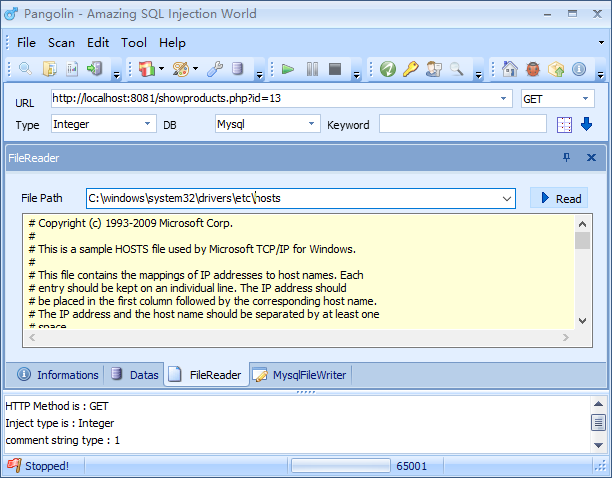 Pangolin - Amazing SQL Injection World
File Scan Edit Tool Help
URL http://localhost:8081/showproducts.php?id=13 GET
Type Integer DB Mysql Keyword
FileReader
File Path C:\windows\system32\drivers\etc\hosts Read
# Copyright (c) 1993-2009 Microsoft Corp.
#
# This is a sample HOSTS file used by Microsoft TCP/IP for Windows.
#
# This file contains the mappings of IP addresses to host names. Each
# entry should be kept on an individual line. The IP address should
# be placed in the first column followed by the corresponding host name.
# The IP address and the host name should be separated by at least one
# space.
Informations Datas FileReader MysqlFileWriter
HTTP Method is : GET
Inject type is : Integer
comment string type : 1
Stopped! 65001